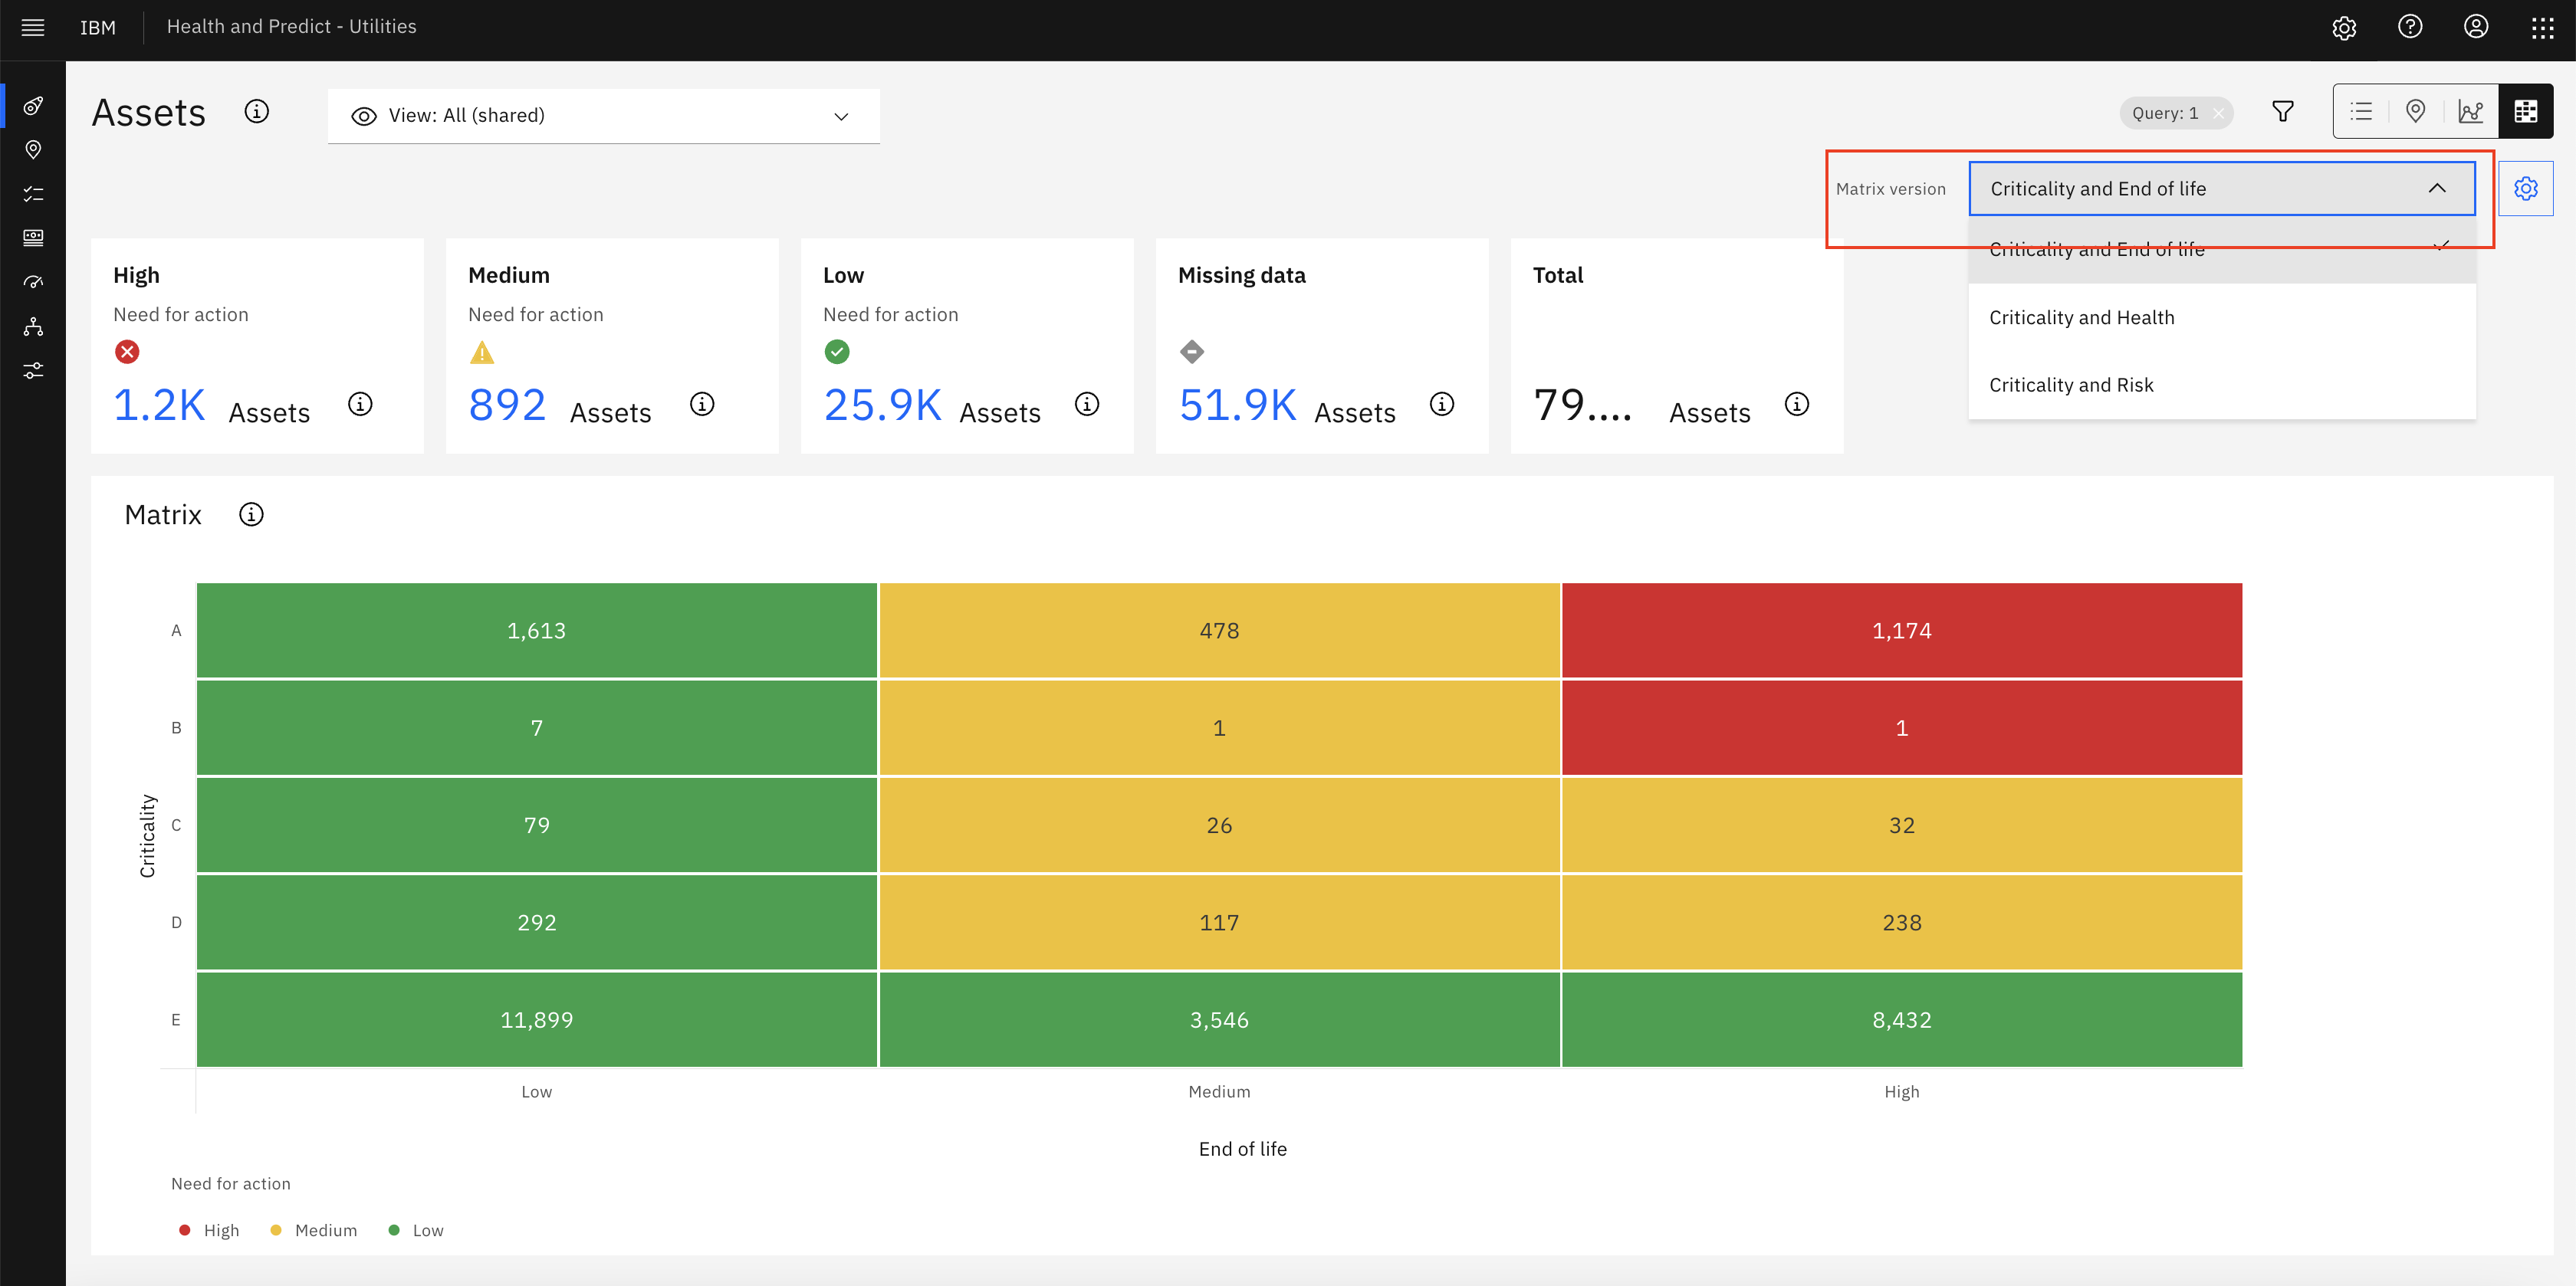 IBM
Health and Predict - Utilities
Assets
View: All (shared)
Query: 1
Matrix version
Criticality and End of life
Criticality and End of life
Criticality and Health
Criticality and Risk
High
Need for action
1.2K Assets
Medium
Need for action
892 Assets
Low
Need for action
25.9K Assets
Missing data
51.9K Assets
Total
79.... Assets
Matrix
Criticality
A
1,613
478
1,174
B
7
1
1
C
79
26
32
D
292
117
238
E
11,899
3,546
8,432
Low
Medium
High
End of life
Need for action
High
Medium
Low